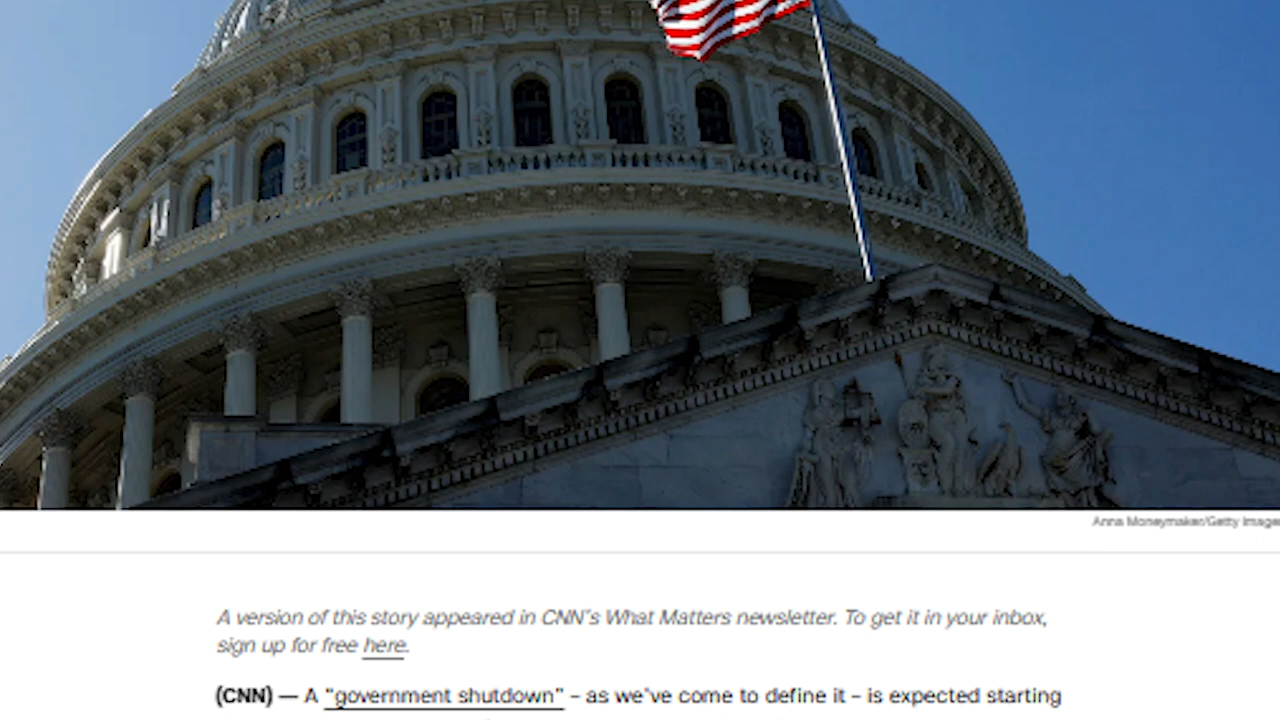 Anna Moneymaker/Getty Image
A version of this story appeared in CNN's What Matters newsletter. To get it in your inbox,
sign up for free here.
(CNN) — A "government shutdown" – as we've come to define it – is expected starting